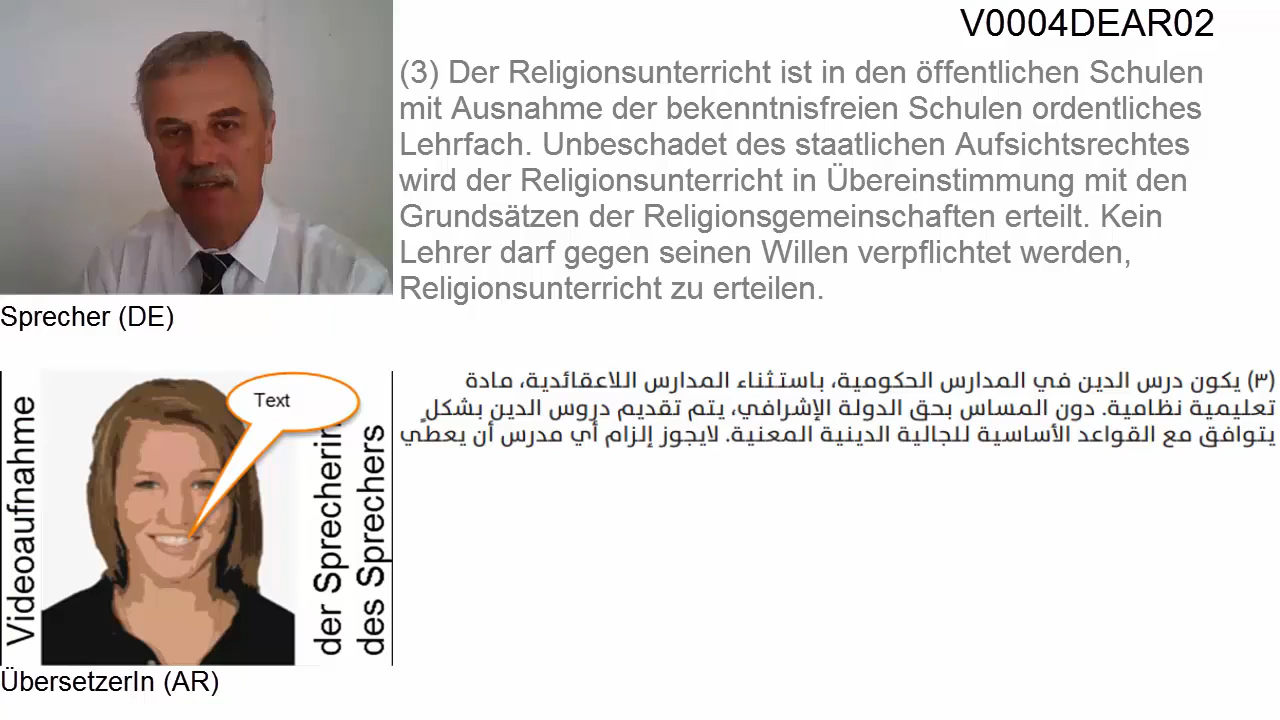 V0004DEAR02
(3) Der Religionsunterricht ist in den öffentlichen Schulen
mit Ausnahme der bekenntnisfreien Schulen ordentliches
Lehrfach. Unbeschadet des staatlichen Aufsichtsrechtes
wird der Religionsunterricht in Übereinstimmung mit den
Grundsätzen der Religionsgemeinschaften erteilt. Kein
Lehrer darf gegen seinen Willen verpflichtet werden,
Religionsunterricht zu erteilen.
Sprecher (DE)
Videoaufnahme
Text
der Sprecherin
des Sprechers
ÜbersetzerIn (AR)
(٣) يكون درس الدين في المدارس الحكومية، باستثناء المدارس اللاعقائدية، مادة
تعليمية نظامية. دون المساس بحق الدولة الإشرافي، يتم تقديم دروس الدين بشكلٍ
يتوافق مع القواعد الأساسية للجالية الدينية المعنية. لايجوز إلزام أي مدرس أن يعطي